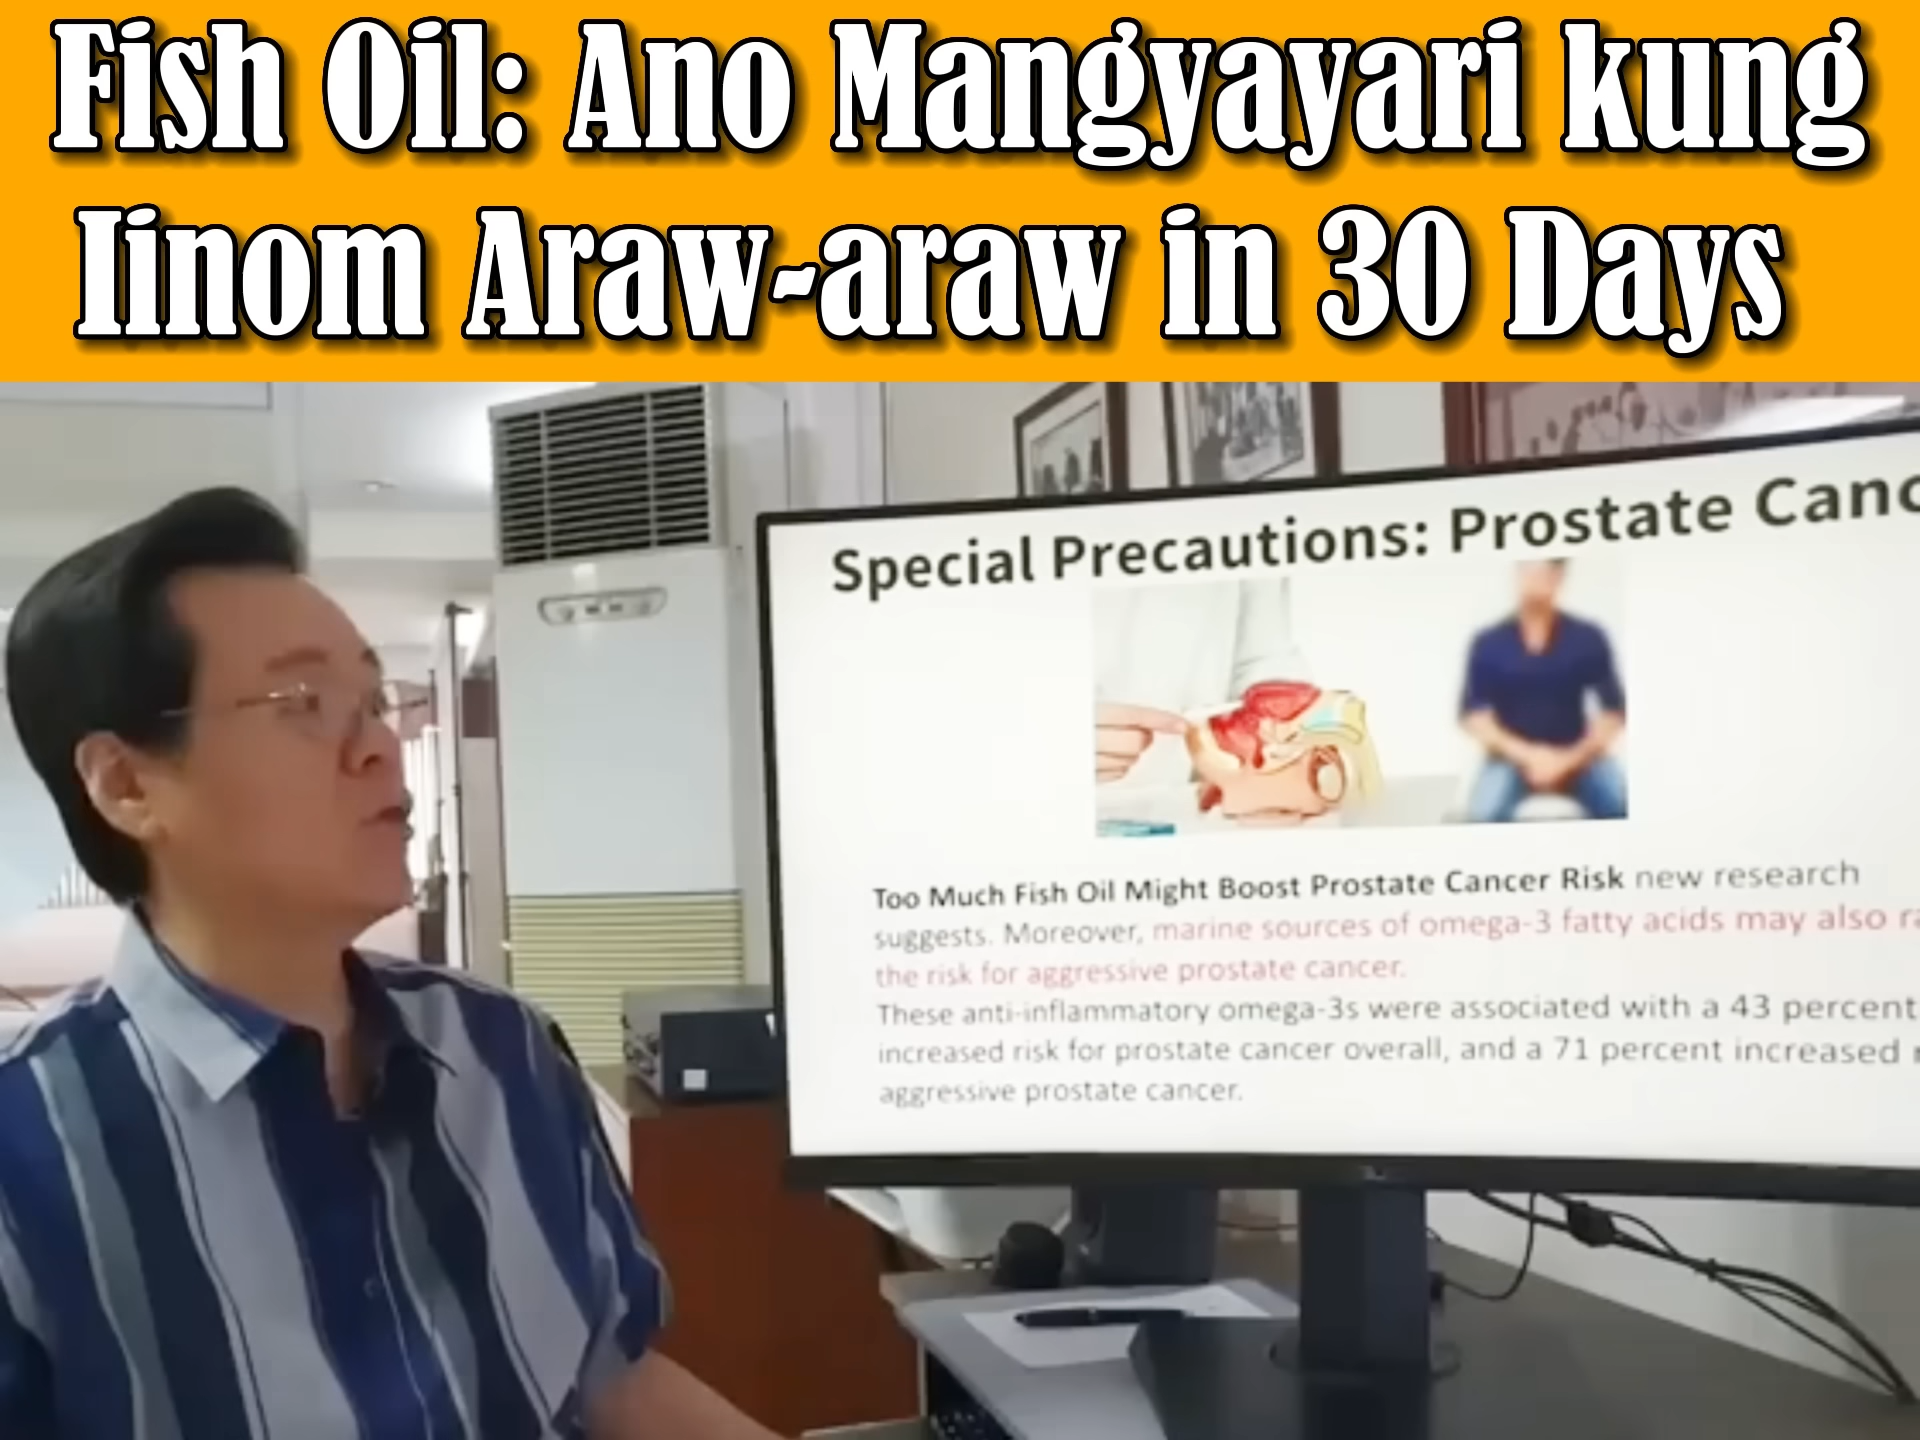 Fish Oil: Ano Mangyayari kung
Iinom Araw-araw in 30 Days
Special Precautions: Prostate
Too Much Fish Oil Might Boost Prostate Cancer Risk new research
suggests. Moreover, marine sources of omega-3 fatty acids may also
the risk for aggressive prostate cancer.
These anti-inflammatory omega-3s were associated with a 43 percent
increased risk for prostate cancer overall, and a 71 percent increased
aggressive prostate cancer.